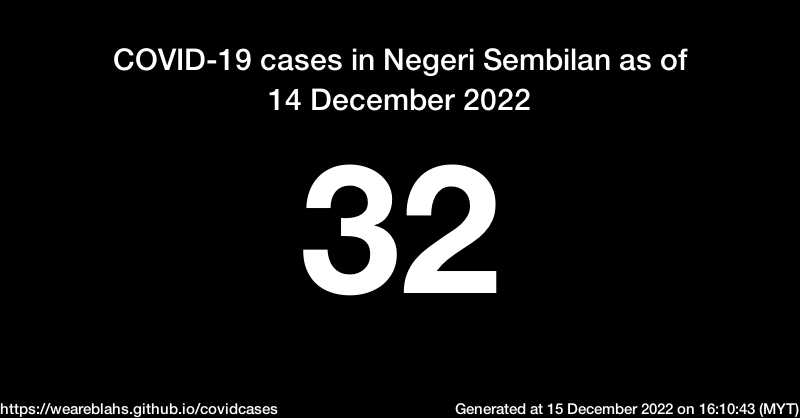 COVID-19 cases in Negeri Sembilan as of
14 December 2022
32
https://weareblahs.github.io/covidcases
Generated at 15 December 2022 on 16:10:43 (MYT)